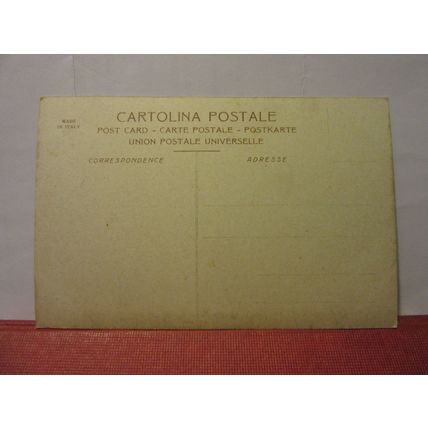 CARTOLINA POSTALE
MADE
IN ITALY
POST CARD - CARTE POSTALE - POSTKARTE
UNION POSTALE UNIVERSELLE
CORRESPONDENCE
ADRESSE